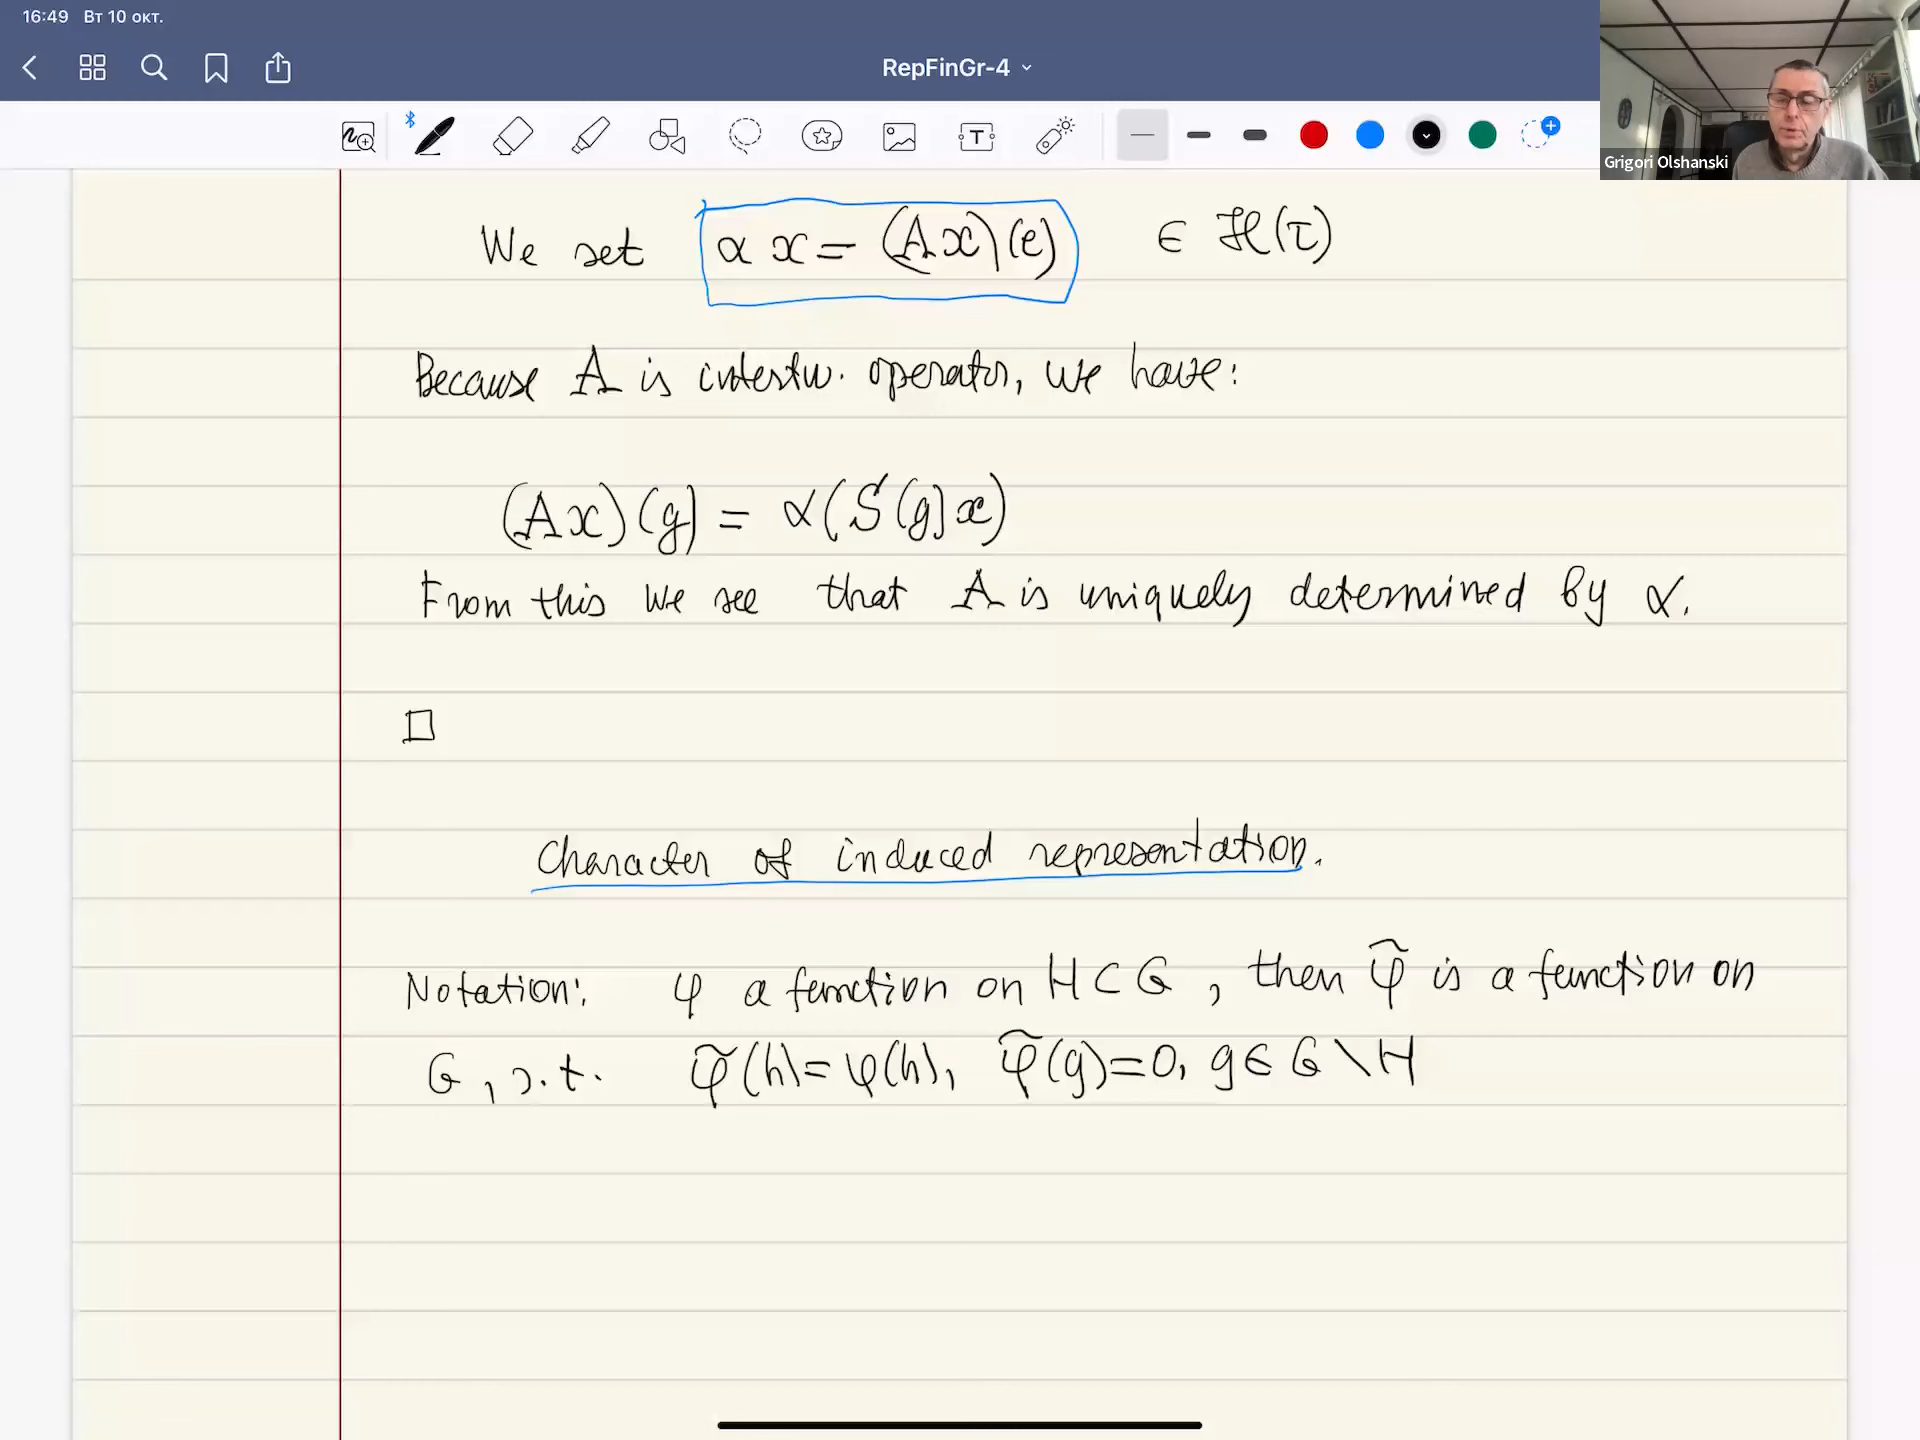 16:49 Вт 10 окт.
RepFinGr-4
Grigori Olshanski
We set αx = (Ax)(e) ∈ ℋ(τ)
Because A is intertw. operator, we have:
(Ax)(g) = α(S(g)x)
From this we see that A is uniquely determined by α.
□
Character of induced representation.
Notation: φ a function on H ⊂ G, then φ̃ is a function on
G, s.t. φ̃(h)=φ(h), φ̃(g)=0, g∈G∖H